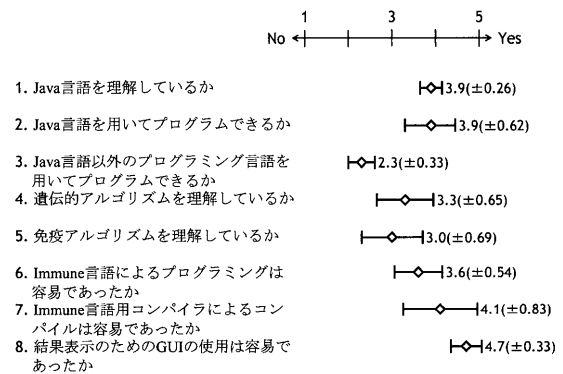 1 3 5
No Yes
1. Java言語を理解しているか 3.9(±0.26)
2. Java言語を用いてプログラムできるか 3.9(±0.62)
3. Java言語以外のプログラミング言語を 2.3(±0.33)
用いてプログラムできるか
4. 遺伝的アルゴリズムを理解しているか 3.3(±0.65)
5. 免疫アルゴリズムを理解しているか 3.0(±0.69)
6. Immune言語によるプログラミングは 3.6(±0.54)
容易であったか
7. Immune言語用コンパイラによるコン 4.1(±0.83)
パイルは容易であったか
8. 結果表示のためのGUIの使用は容易で 4.7(±0.33)
あったか